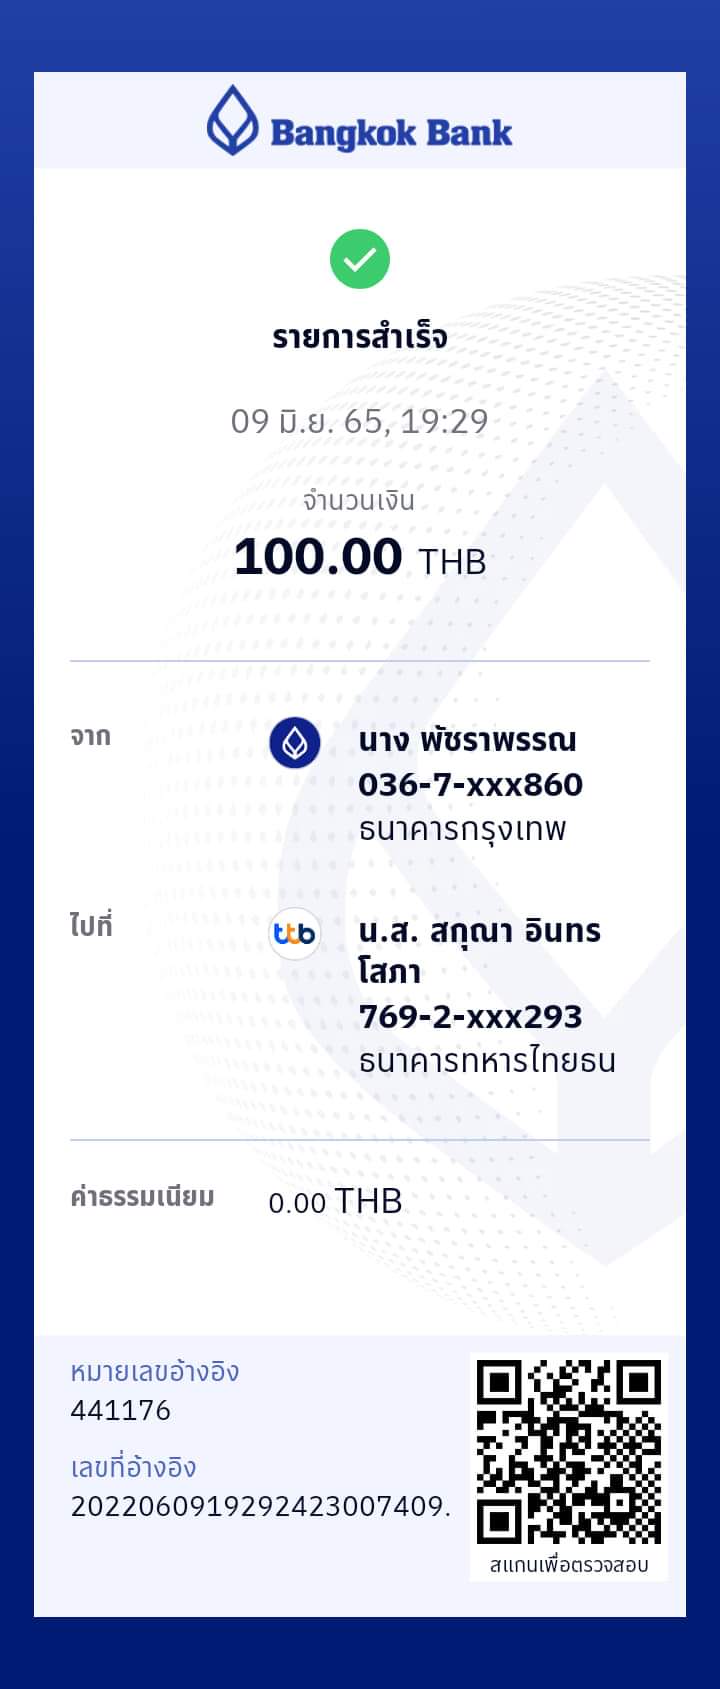 Bangkok Bank
รายการสำเร็จ
09 มิ.ย. 65, 19:29
จำนวนเงิน
100.00 THB
จาก
นาง พัชราพรรณ
036-7-xxx860
ธนาคารกรุงเทพ
ไปที่
ttb
น.ส. สกุณา อินทร
โสภา
769-2-xxx293
ธนาคารทหารไทยธน
ค่าธรรมเนียม 0.00 THB
หมายเลขอ้างอิง
441176
เลขที่อ้างอิง
2022060919292423007409.
สแกนเพื่อตรวจสอบ